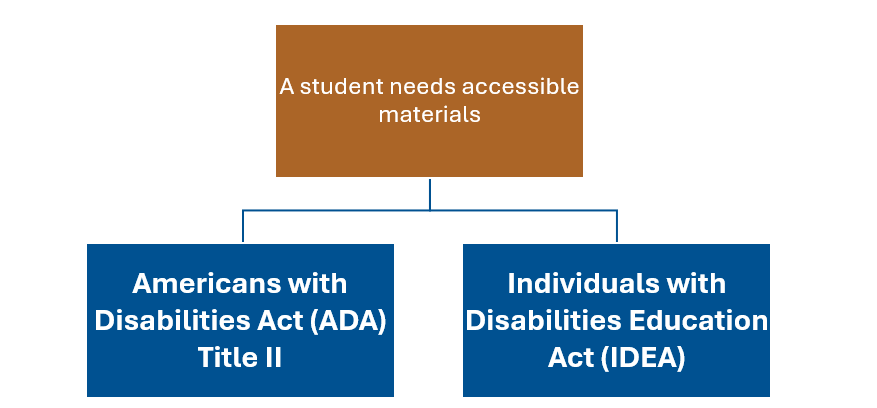 A student needs accessible
materials
Americans with
Disabilities Act (ADA)
Title II
Individuals with
Disabilities Education
Act (IDEA)